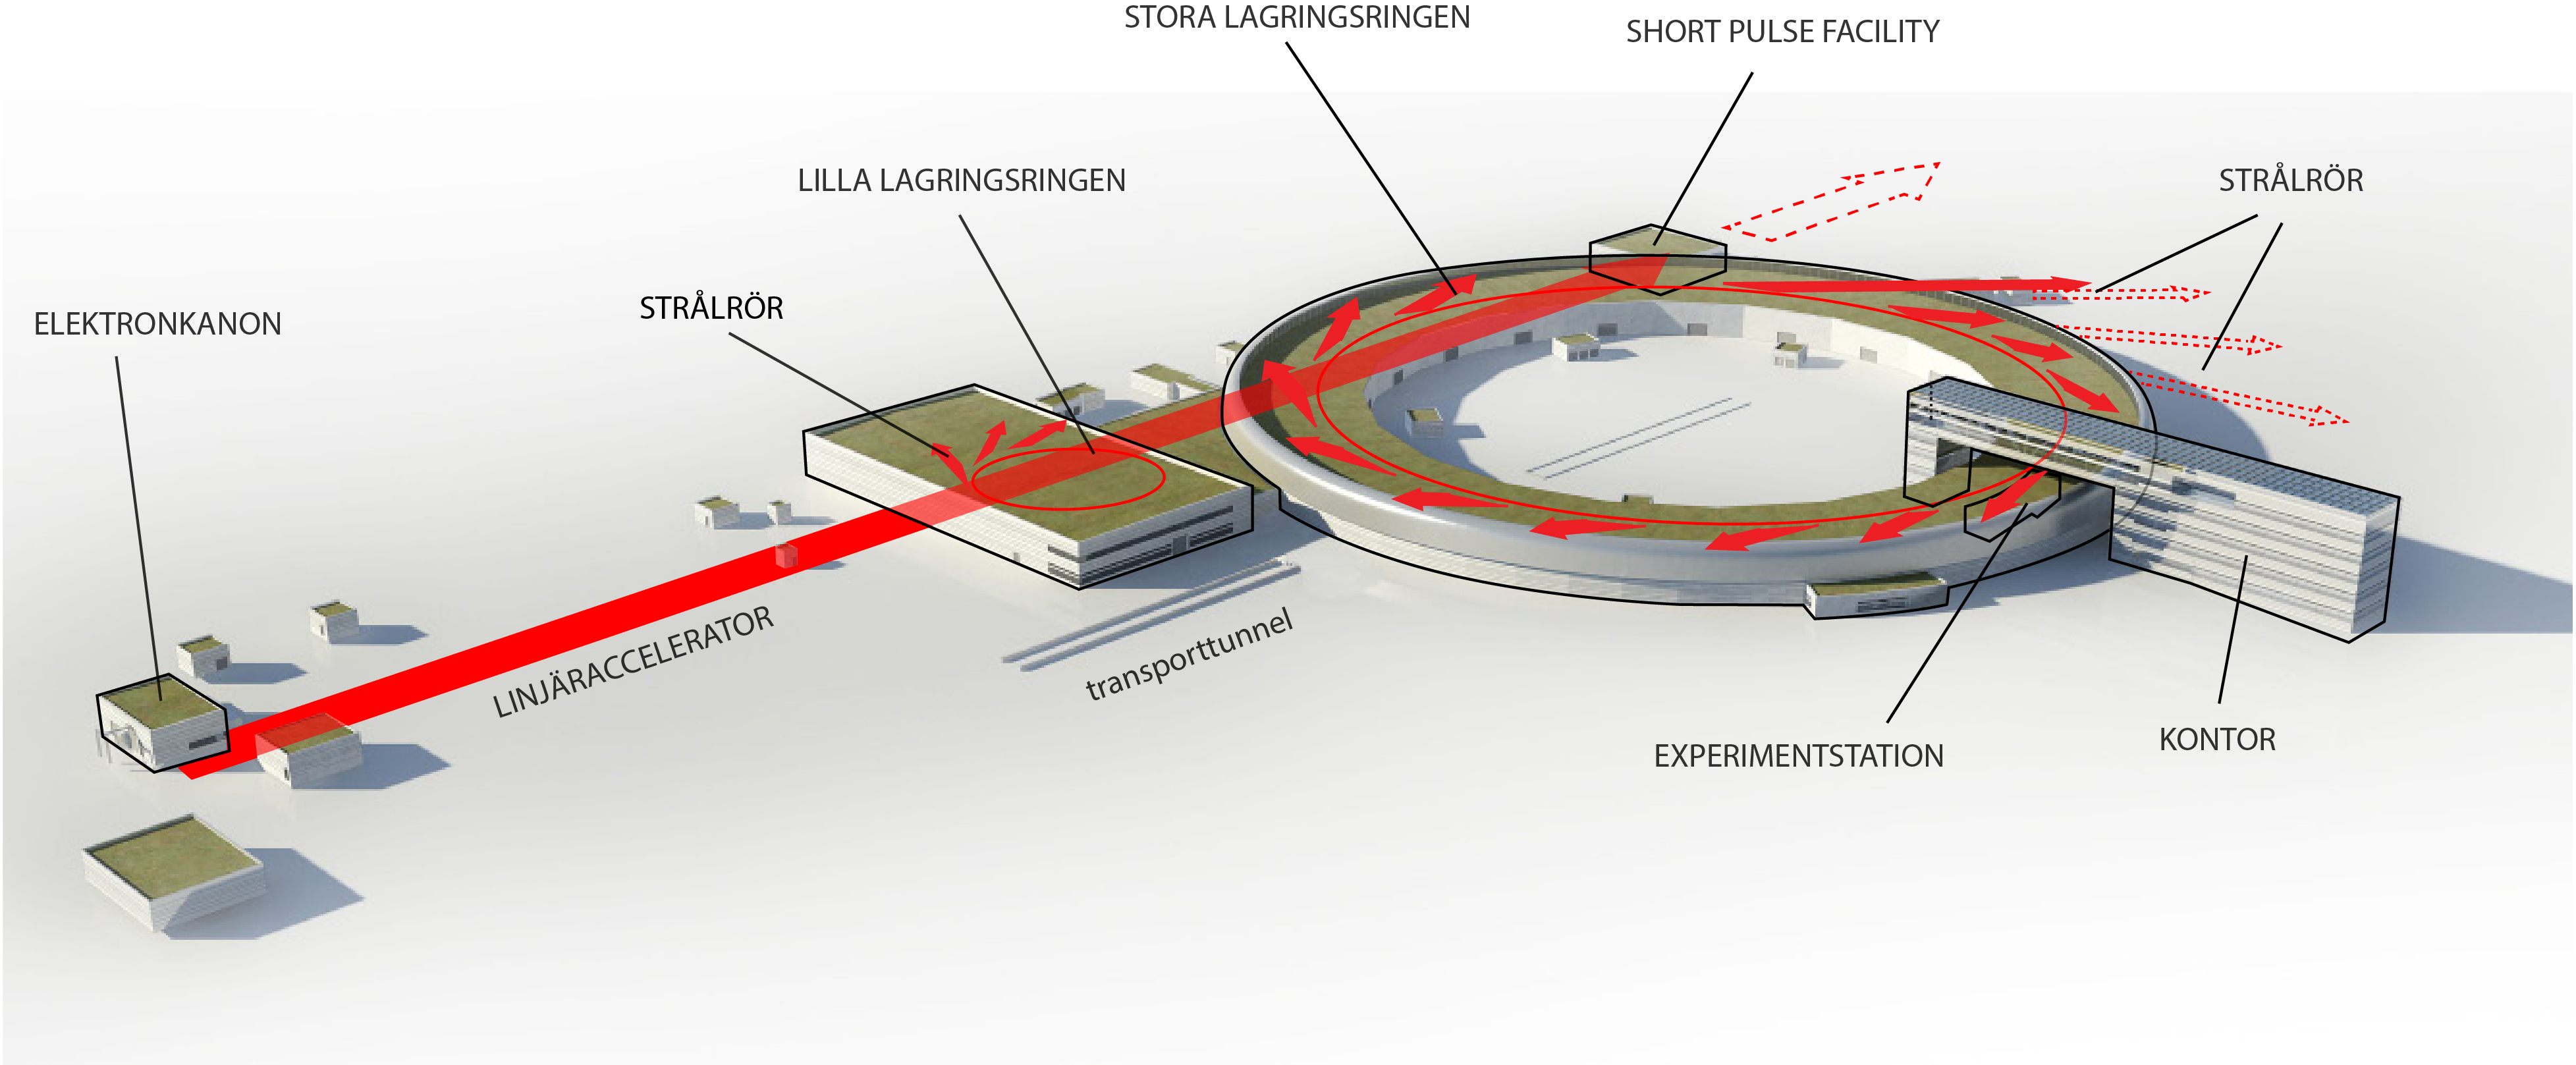 STORA LAGRINGSRINGEN
SHORT PULSE FACILITY
LILLA LAGRINGSRINGEN
STRÅLRÖR
STRÅLRÖR
ELEKTRONKANON
LINJÄRACCELERATOR
transporttunnel
EXPERIMENTSTATION
KONTOR